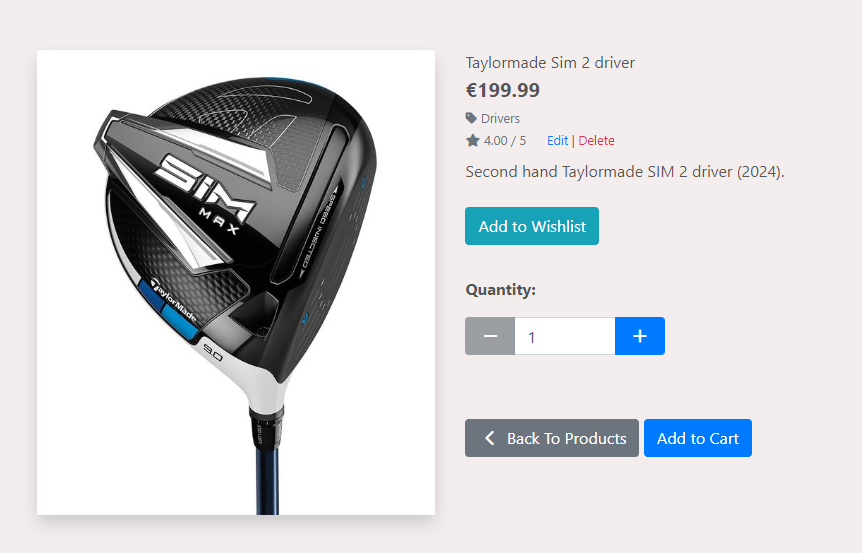 Taylormade Sim 2 driver
€199.99
Drivers
4.00 / 5 Edit | Delete
Second hand Taylormade SIM 2 driver (2024).
Add to Wishlist
Quantity:
1
Back To Products Add to Cart
SIM
MAX
SPEED INJECTED
TaylorMade
9.0